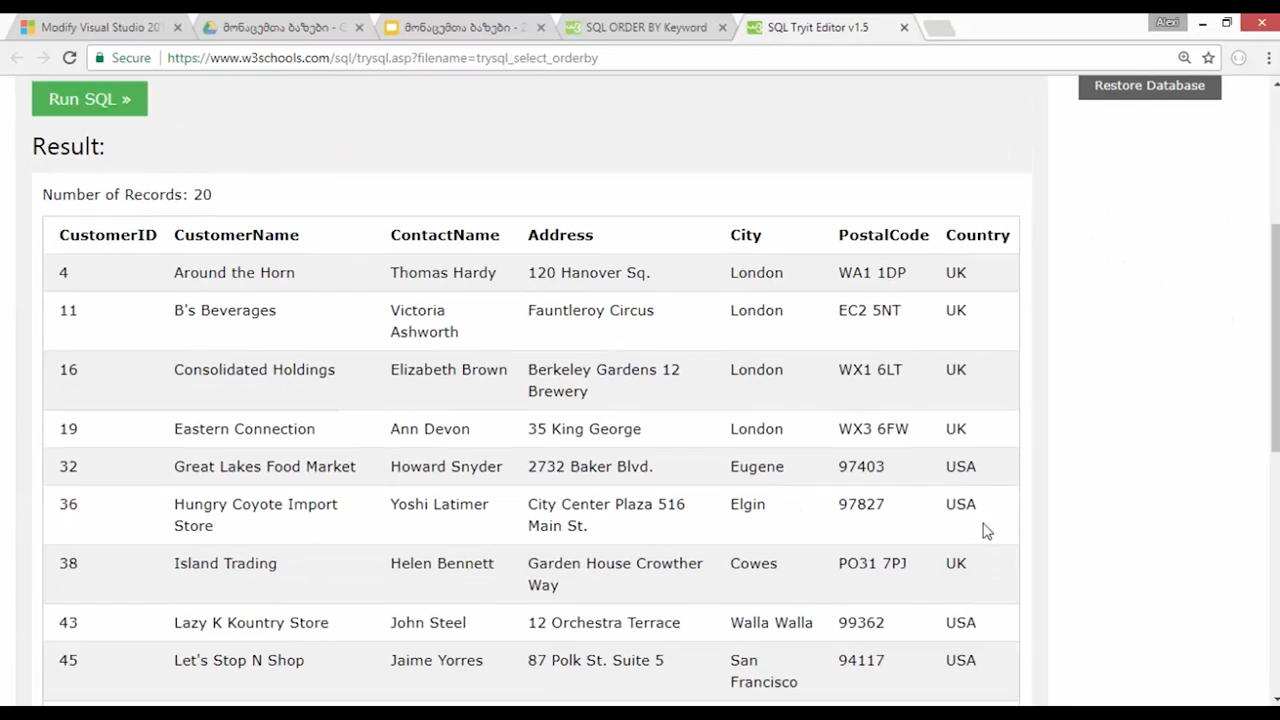 Modify Visual Studio 201
მონაცემთა ბაზები - G
მონაცემთა ბაზები - 2
SQL ORDER BY Keyword
SQL Tryit Editor v1.5
Alexi
Secure
https://www.w3schools.com/sql/trysql.asp?filename=trysql_select_orderby
Run SQL »
Restore Database
Result:
Number of Records: 20
CustomerID CustomerName ContactName Address City PostalCode Country
4 Around the Horn Thomas Hardy 120 Hanover Sq. London WA1 1DP UK
11 B's Beverages Victoria Fauntleroy Circus London EC2 5NT UK
Ashworth
16 Consolidated Holdings Elizabeth Brown Berkeley Gardens 12 London WX1 6LT UK
Brewery
19 Eastern Connection Ann Devon 35 King George London WX3 6FW UK
32 Great Lakes Food Market Howard Snyder 2732 Baker Blvd. Eugene 97403 USA
36 Hungry Coyote Import Yoshi Latimer City Center Plaza 516 Elgin 97827 USA
Store Main St.
38 Island Trading Helen Bennett Garden House Crowther Cowes PO31 7PJ UK
Way
43 Lazy K Kountry Store John Steel 12 Orchestra Terrace Walla Walla 99362 USA
45 Let's Stop N Shop Jaime Yorres 87 Polk St. Suite 5 San 94117 USA
Francisco